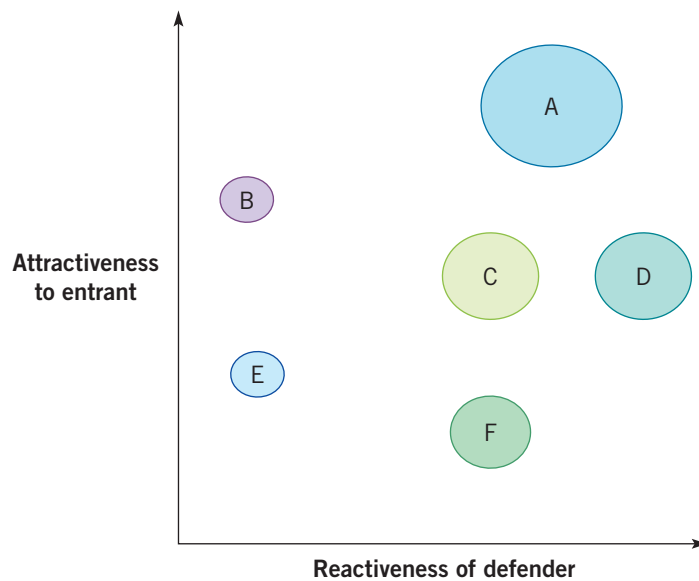 A
B
Attractiveness
to entrant
C
D
E
F
Reactiveness of defender